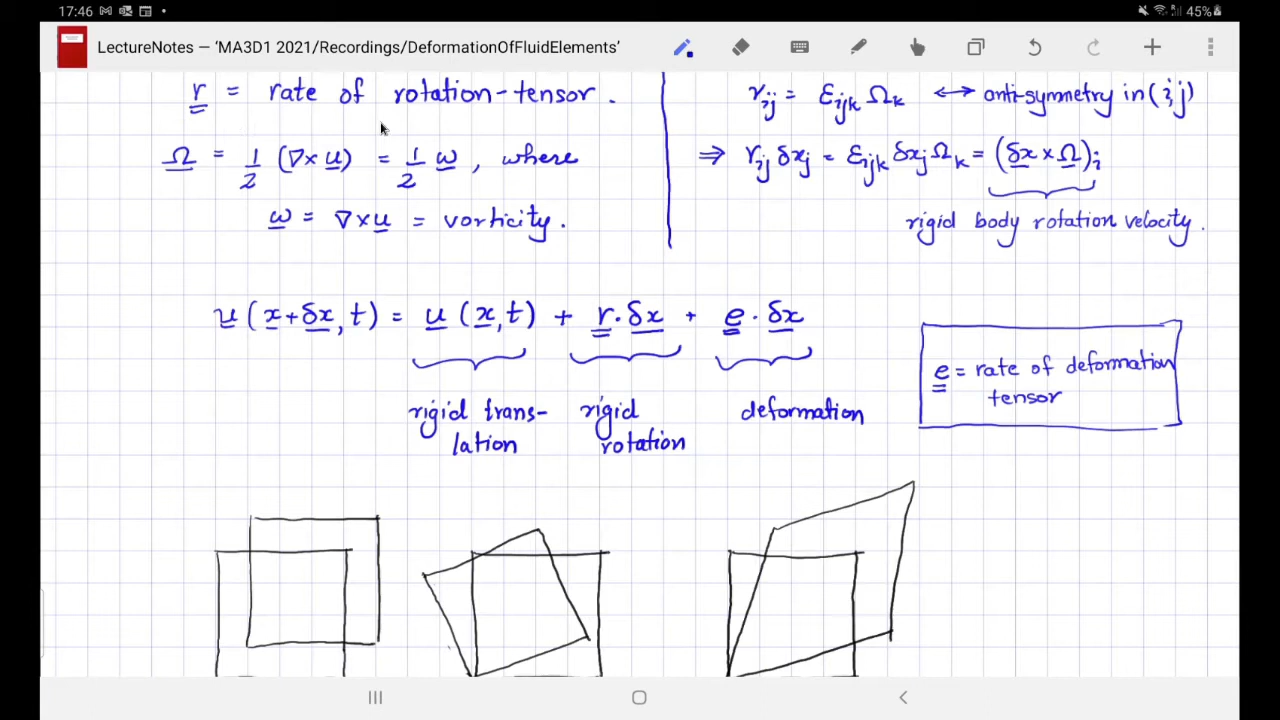 17:46
45%
LectureNotes — ‘MA3D1 2021/Recordings/DeformationOfFluidElements’
r = rate of rotation-tensor.
Ω = 1/2 (∇×u) = 1/2 ω, where
ω = ∇×u = vorticity.
r_ij = ε_ijk Ω_k ↔ anti-symmetry in (i,j)
⇒ r_ij δx_j = ε_ijk δx_j Ω_k = (δx × Ω)_i
rigid body rotation velocity.
u(x+δx,t) = u(x,t) + r·δx + e·δx
rigid trans-
lation
rigid
rotation
deformation
e = rate of deformation
tensor